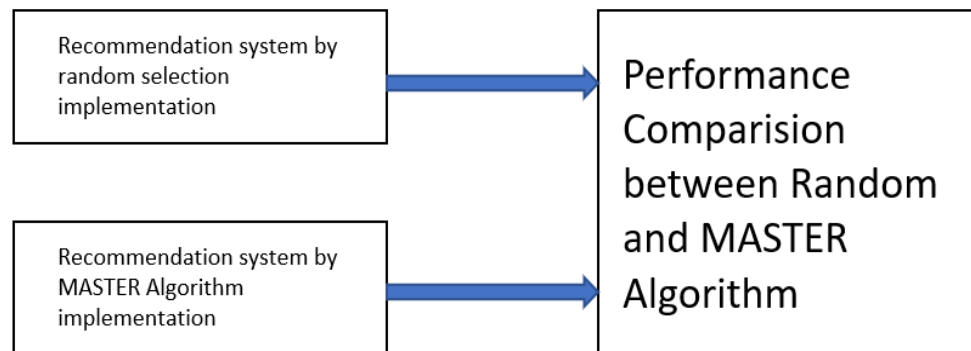 Recommendation system by
random selection
implementation
Recommendation system by
MASTER Algorithm
implementation
Performance
Comparision
between Random
and MASTER
Algorithm